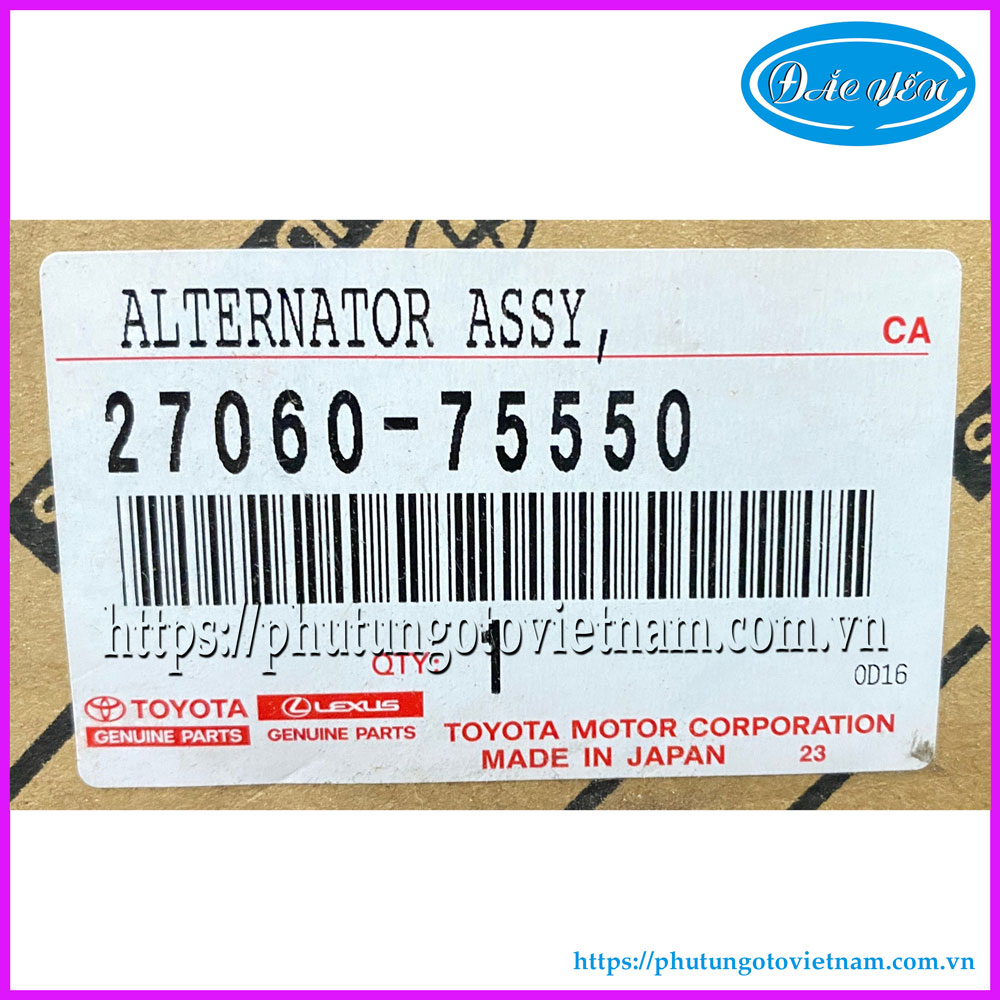 ĐẮC YẾN
ALTERNATOR ASSY,
CA
27060-75550
https://phutungotovietnam.com.vn
QTY: 1
0D16
TOYOTA
GENUINE PARTS
LEXUS
GENUINE PARTS
TOYOTA MOTOR CORPORATION
MADE IN JAPAN 23
https://phutungotovietnam.com.vn